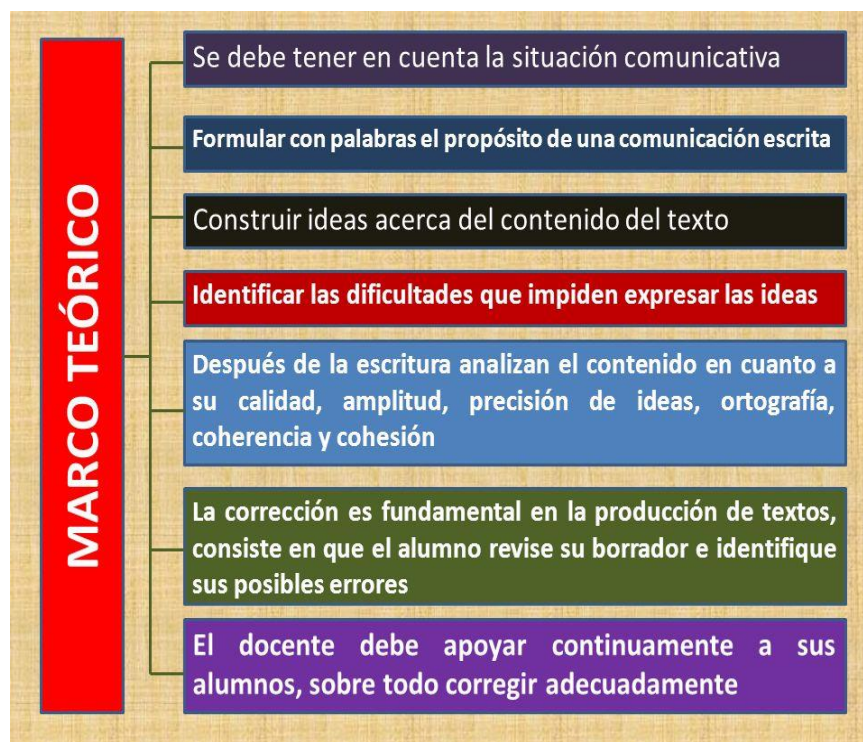 MARCO TEÓRICO
Se debe tener en cuenta la situación comunicativa
Formular con palabras el propósito de una comunicación escrita
Construir ideas acerca del contenido del texto
Identificar las dificultades que impiden expresar las ideas
Después de la escritura analizan el contenido en cuanto a
su calidad, amplitud, precisión de ideas, ortografía,
coherencia y cohesión
La corrección es fundamental en la producción de textos,
consiste en que el alumno revise su borrador e identifique
sus posibles errores
El docente debe apoyar continuamente a sus
alumnos, sobre todo corregir adecuadamente